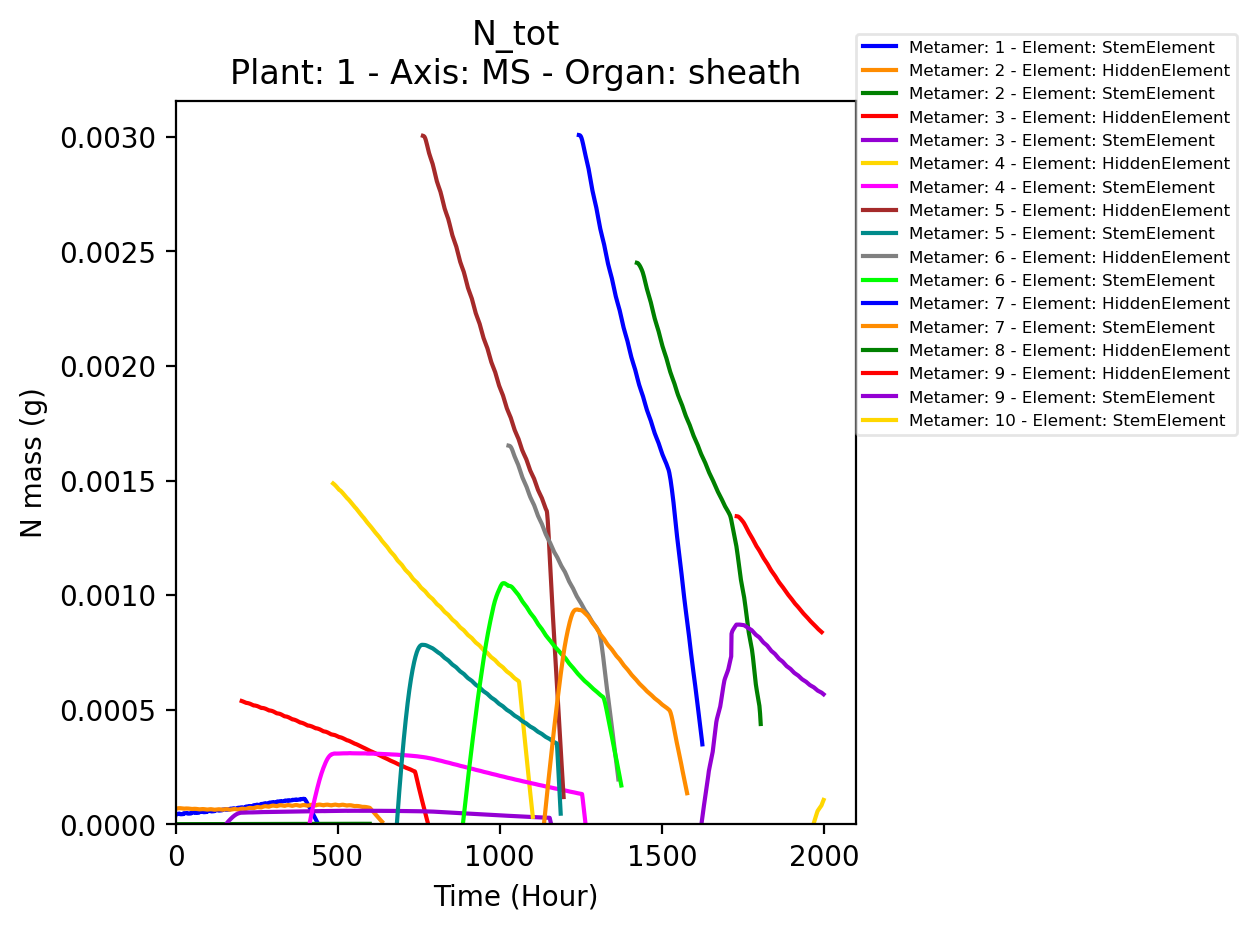 N_tot
Plant: 1 - Axis: MS - Organ: sheath
Metamer: 1 - Element: StemElement
Metamer: 2 - Element: HiddenElement
Metamer: 2 - Element: StemElement
Metamer: 3 - Element: HiddenElement
Metamer: 3 - Element: StemElement
Metamer: 4 - Element: HiddenElement
Metamer: 4 - Element: StemElement
Metamer: 5 - Element: HiddenElement
Metamer: 5 - Element: StemElement
Metamer: 6 - Element: HiddenElement
Metamer: 6 - Element: StemElement
Metamer: 7 - Element: HiddenElement
Metamer: 7 - Element: StemElement
Metamer: 8 - Element: HiddenElement
Metamer: 9 - Element: HiddenElement
Metamer: 9 - Element: StemElement
Metamer: 10 - Element: StemElement
N mass (g)
0.0030
0.0025
0.0020
0.0015
0.0010
0.0005
0.0000
0 500 1000 1500 2000
Time (Hour)